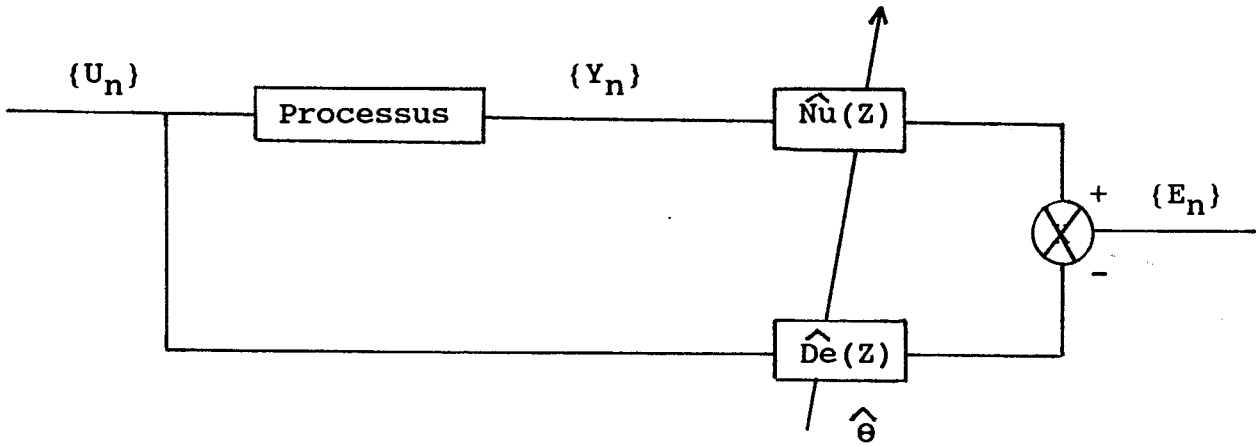 {U_n}
{Y_n}
Processus
N̂u(Z)
+
{E_n}
-
D̂e(Z)
θ̂